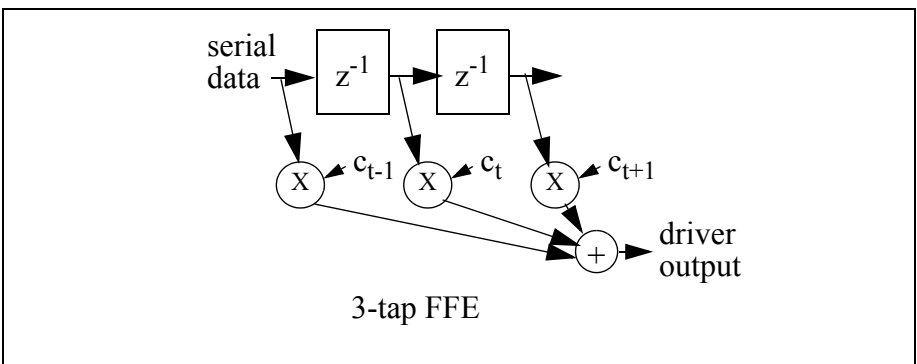 serial
data
z-1
z-1
X
ct-1
X
ct
X
ct+1
+
driver
output
3-tap FFE